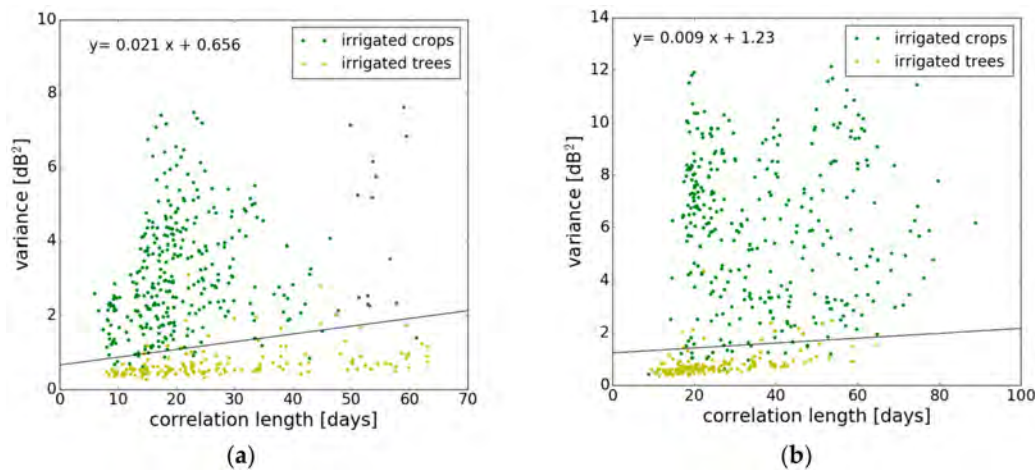 10
y= 0.021 x + 0.656
irrigated crops
irrigated trees
8
6
4
2
0
variance [dB²]
0 10 20 30 40 50 60 70
correlation length [days]
(a)
14
y= 0.009 x + 1.23
irrigated crops
irrigated trees
12
10
8
6
4
2
0
variance [dB²]
0 20 40 60 80 100
correlation length [days]
(b)